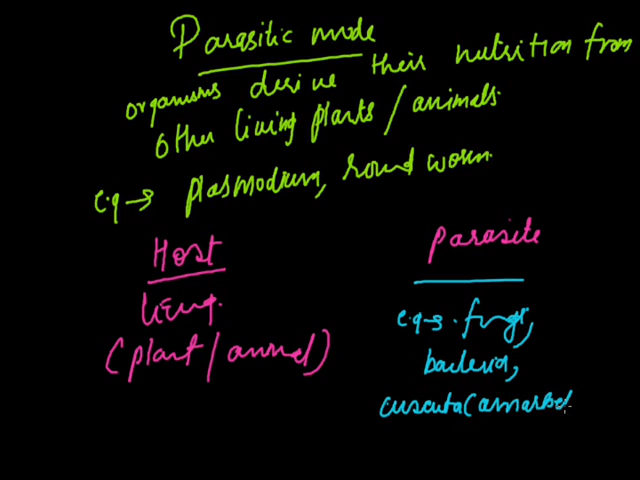 Parasitic mode
organisms derive their nutrition from
other living plants/animals.
e.g → plasmodium, round worm
Host
parasite
living.
(plant/animal)
e.g → . fungi,
bacteria,
cuscuta (amarbel